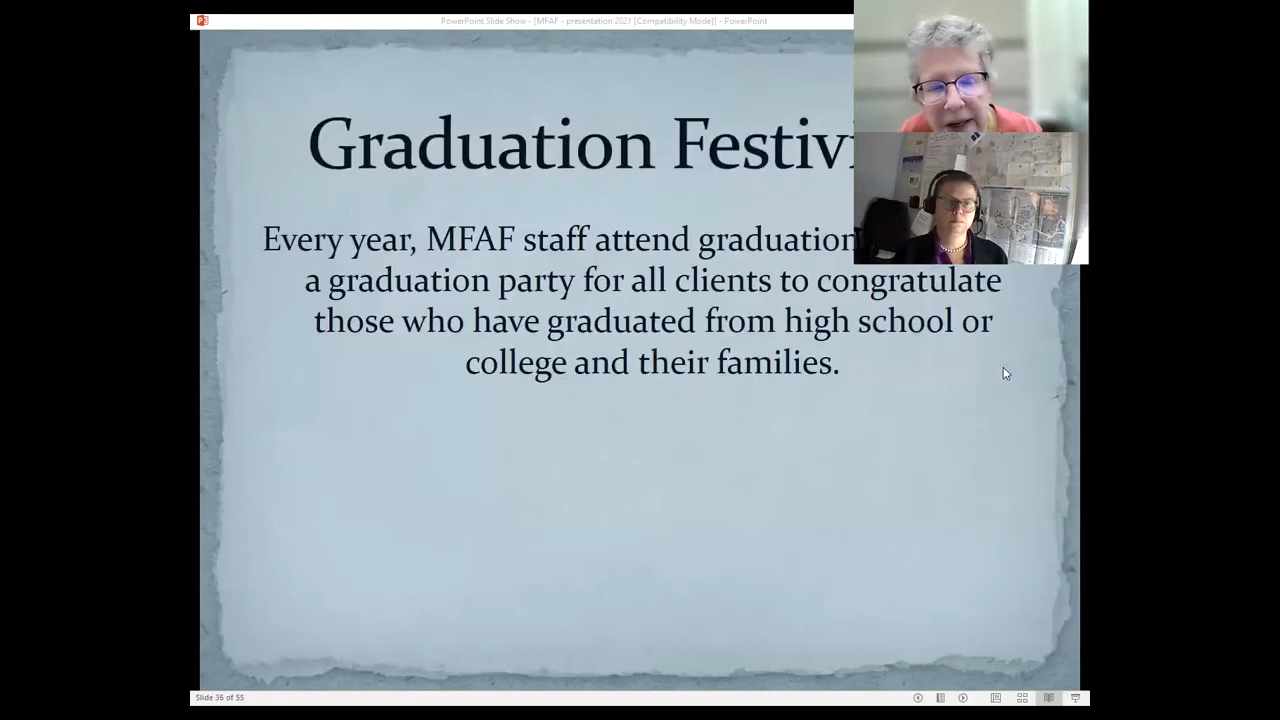 PowerPoint Slide Show - [MFAF - presentation 2021 [Compatibility Mode]] - PowerPoint
Graduation Festiv
Every year, MFAF staff attend graduation
a graduation party for all clients to congratulate
those who have graduated from high school or
college and their families.
Slide 36 of 55